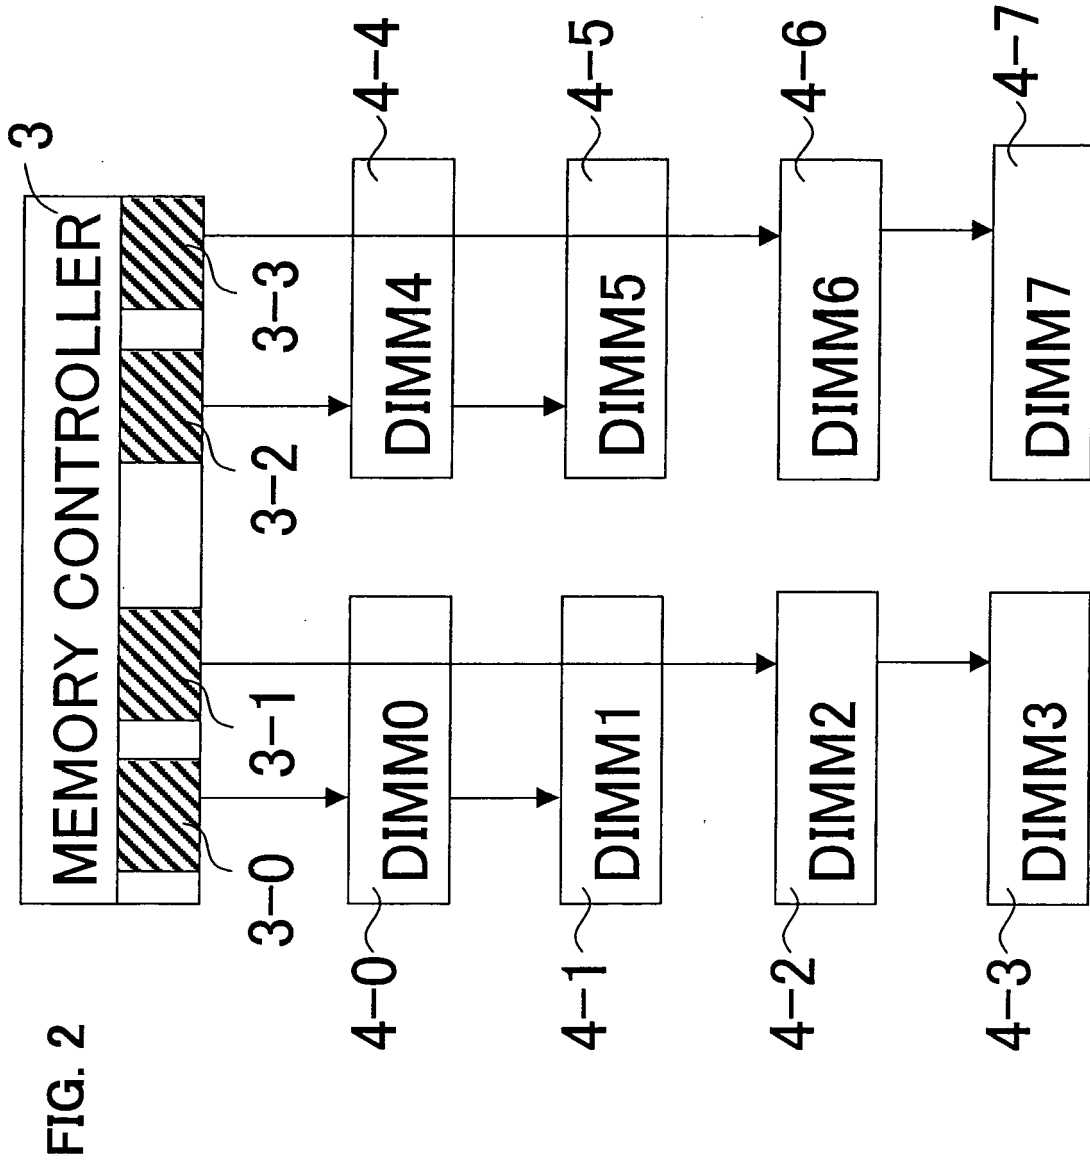 FIG. 2
MEMORY CONTROLLER
3
3-0
3-1
3-2
3-3
4-0
DIMM0
DIMM4
4-4
4-1
DIMM1
DIMM5
4-5
4-2
DIMM2
DIMM6
4-6
4-3
DIMM3
DIMM7
4-7